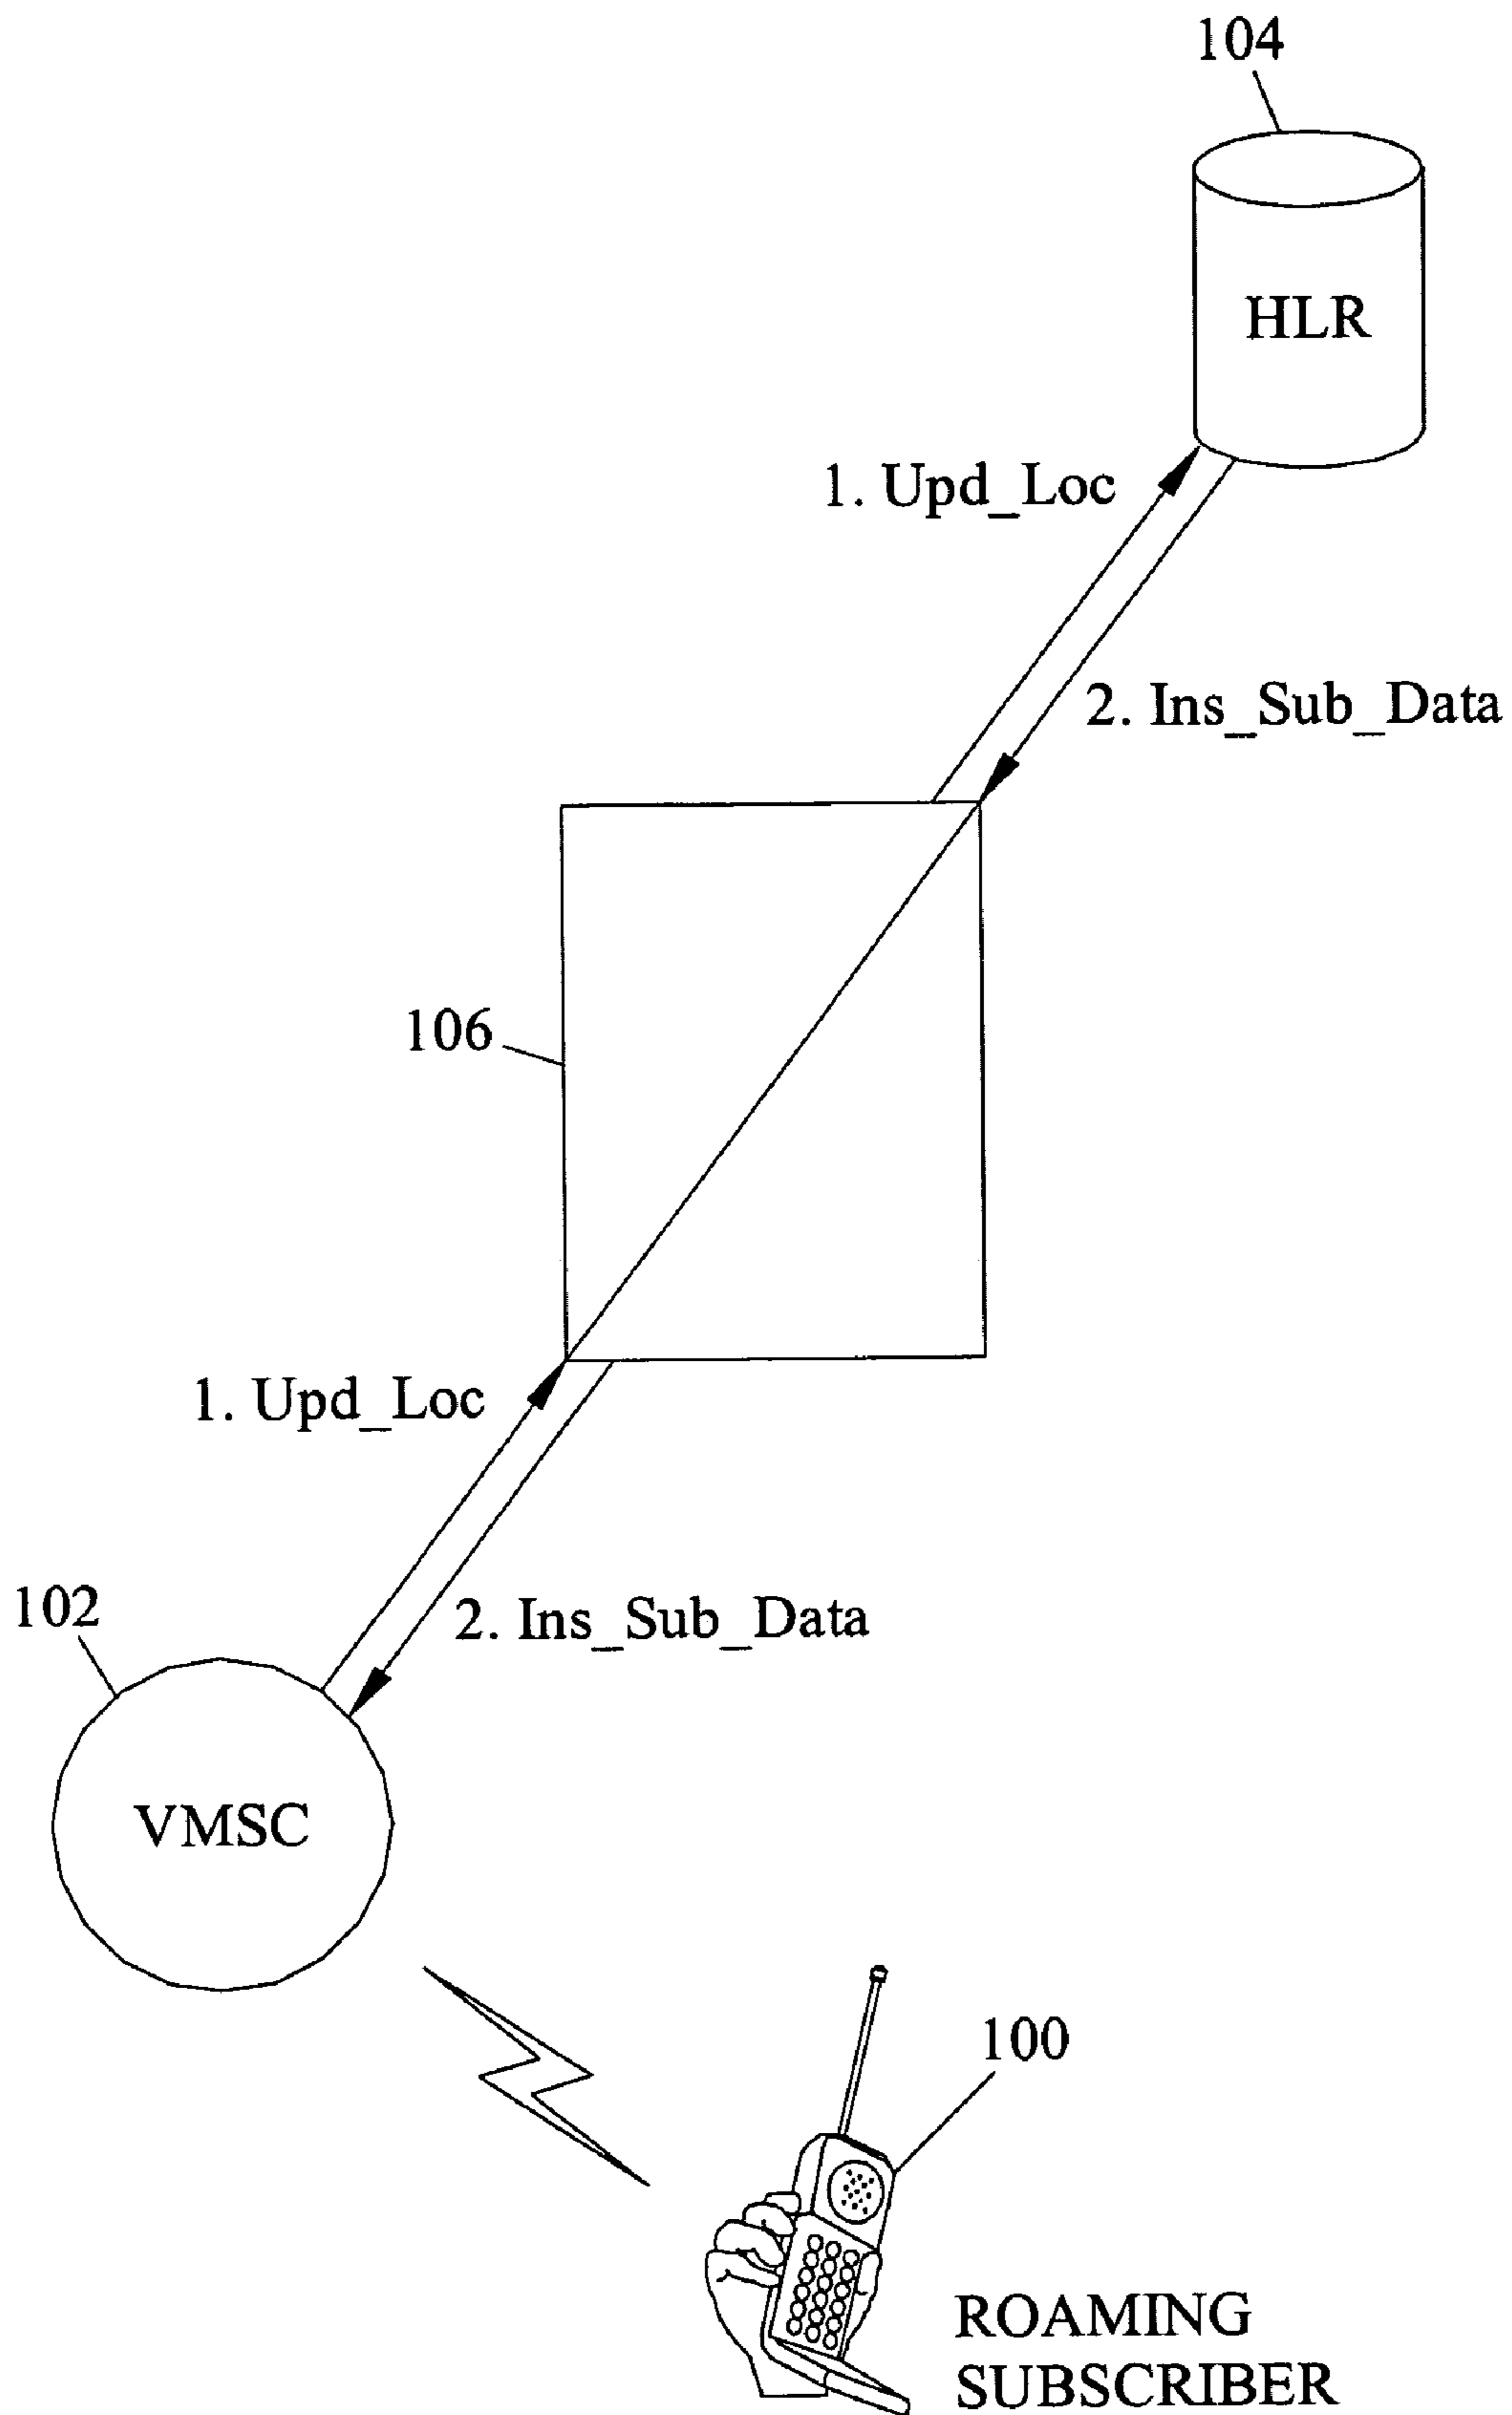 104
HLR
1. Upd_Loc
2. Ins_Sub_Data
106
1. Upd_Loc
2. Ins_Sub_Data
102
VMSC
100
ROAMING
SUBSCRIBER